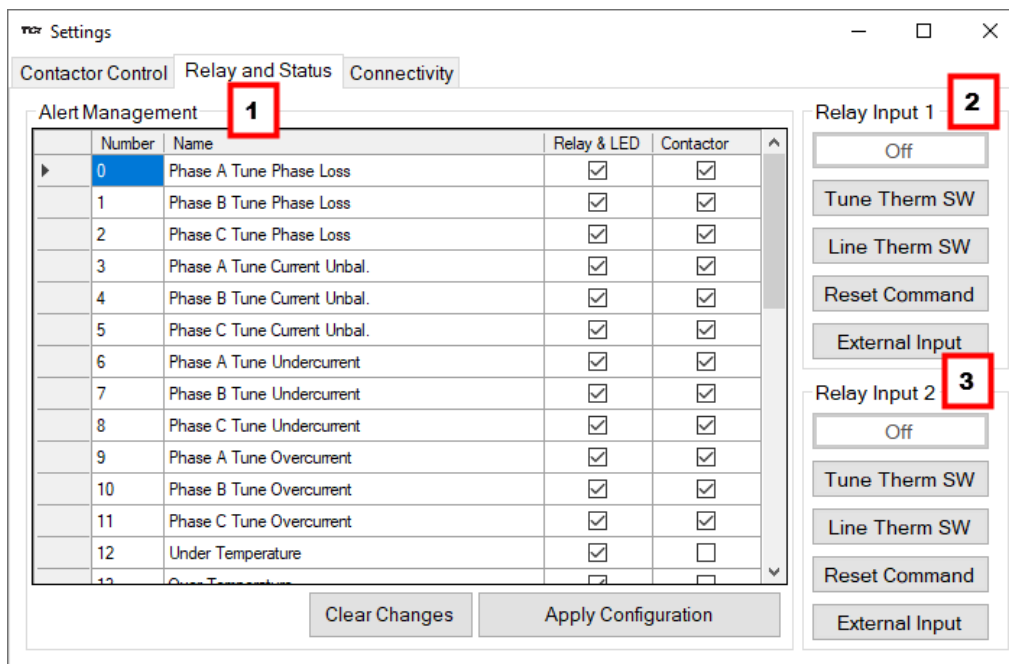 TCI Settings
Contactor Control Relay and Status Connectivity
Alert Management 1
Number Name Relay & LED Contactor
0 Phase A Tune Phase Loss
1 Phase B Tune Phase Loss
2 Phase C Tune Phase Loss
3 Phase A Tune Current Unbal.
4 Phase B Tune Current Unbal.
5 Phase C Tune Current Unbal.
6 Phase A Tune Undercurrent
7 Phase B Tune Undercurrent
8 Phase C Tune Undercurrent
9 Phase A Tune Overcurrent
10 Phase B Tune Overcurrent
11 Phase C Tune Overcurrent
12 Under Temperature
13 Over Temperature
Clear Changes Apply Configuration
Relay Input 1 2
Off
Tune Therm SW
Line Therm SW
Reset Command
External Input
Relay Input 2 3
Off
Tune Therm SW
Line Therm SW
Reset Command
External Input